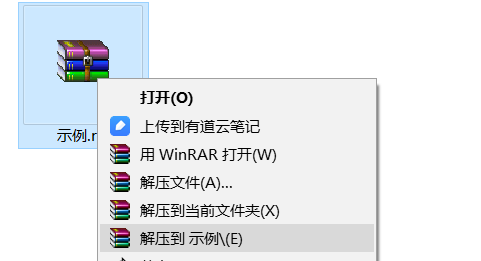 打开(O)
上传到有道云笔记
示例.r
用 WinRAR 打开(W)
解压文件(A)...
解压到当前文件夹(X)
解压到 示例\(E)